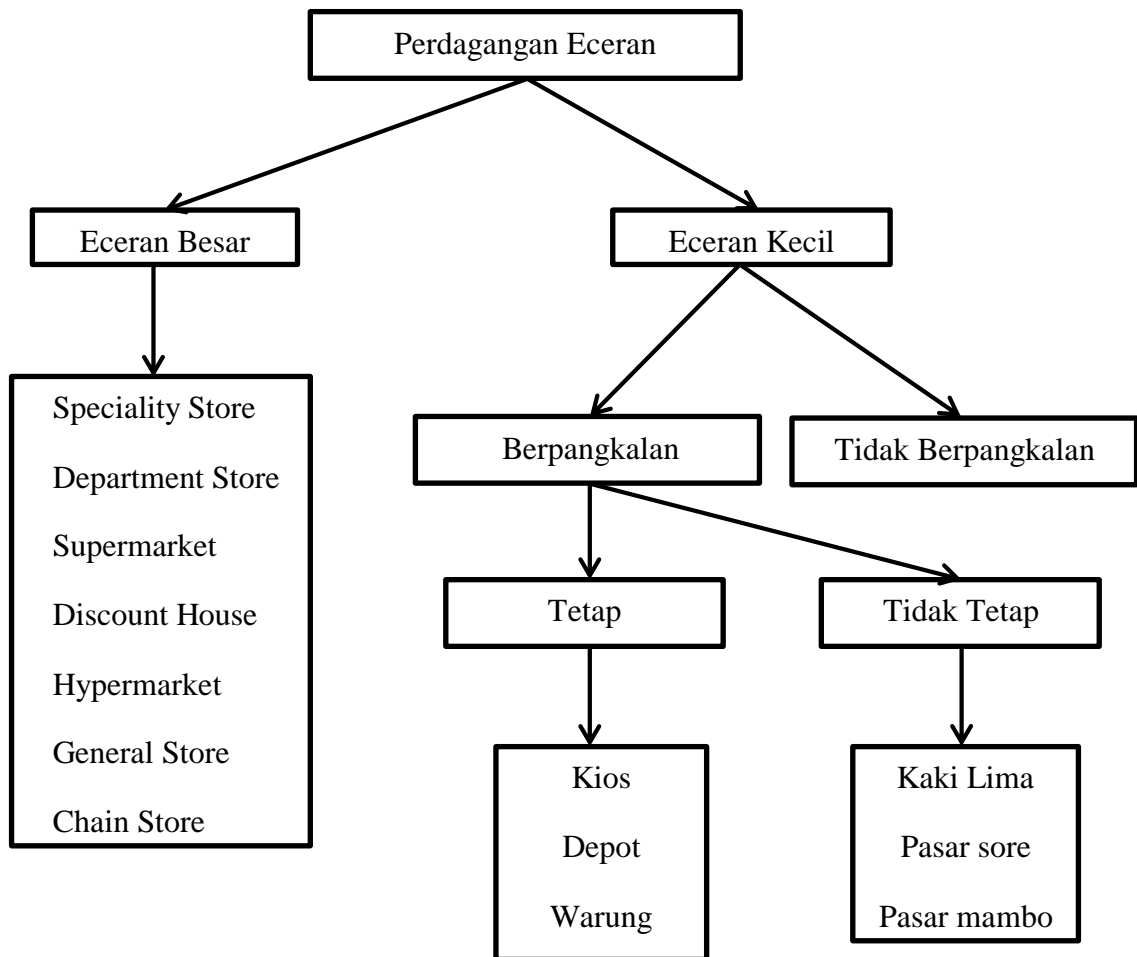 Perdagangan Eceran
Eceran Besar
Eceran Kecil
Speciality Store
Department Store
Supermarket
Discount House
Hypermarket
General Store
Chain Store
Berpangkalan
Tidak Berpangkalan
Tetap
Tidak Tetap
Kios
Depot
Warung
Kaki Lima
Pasar sore
Pasar mambo